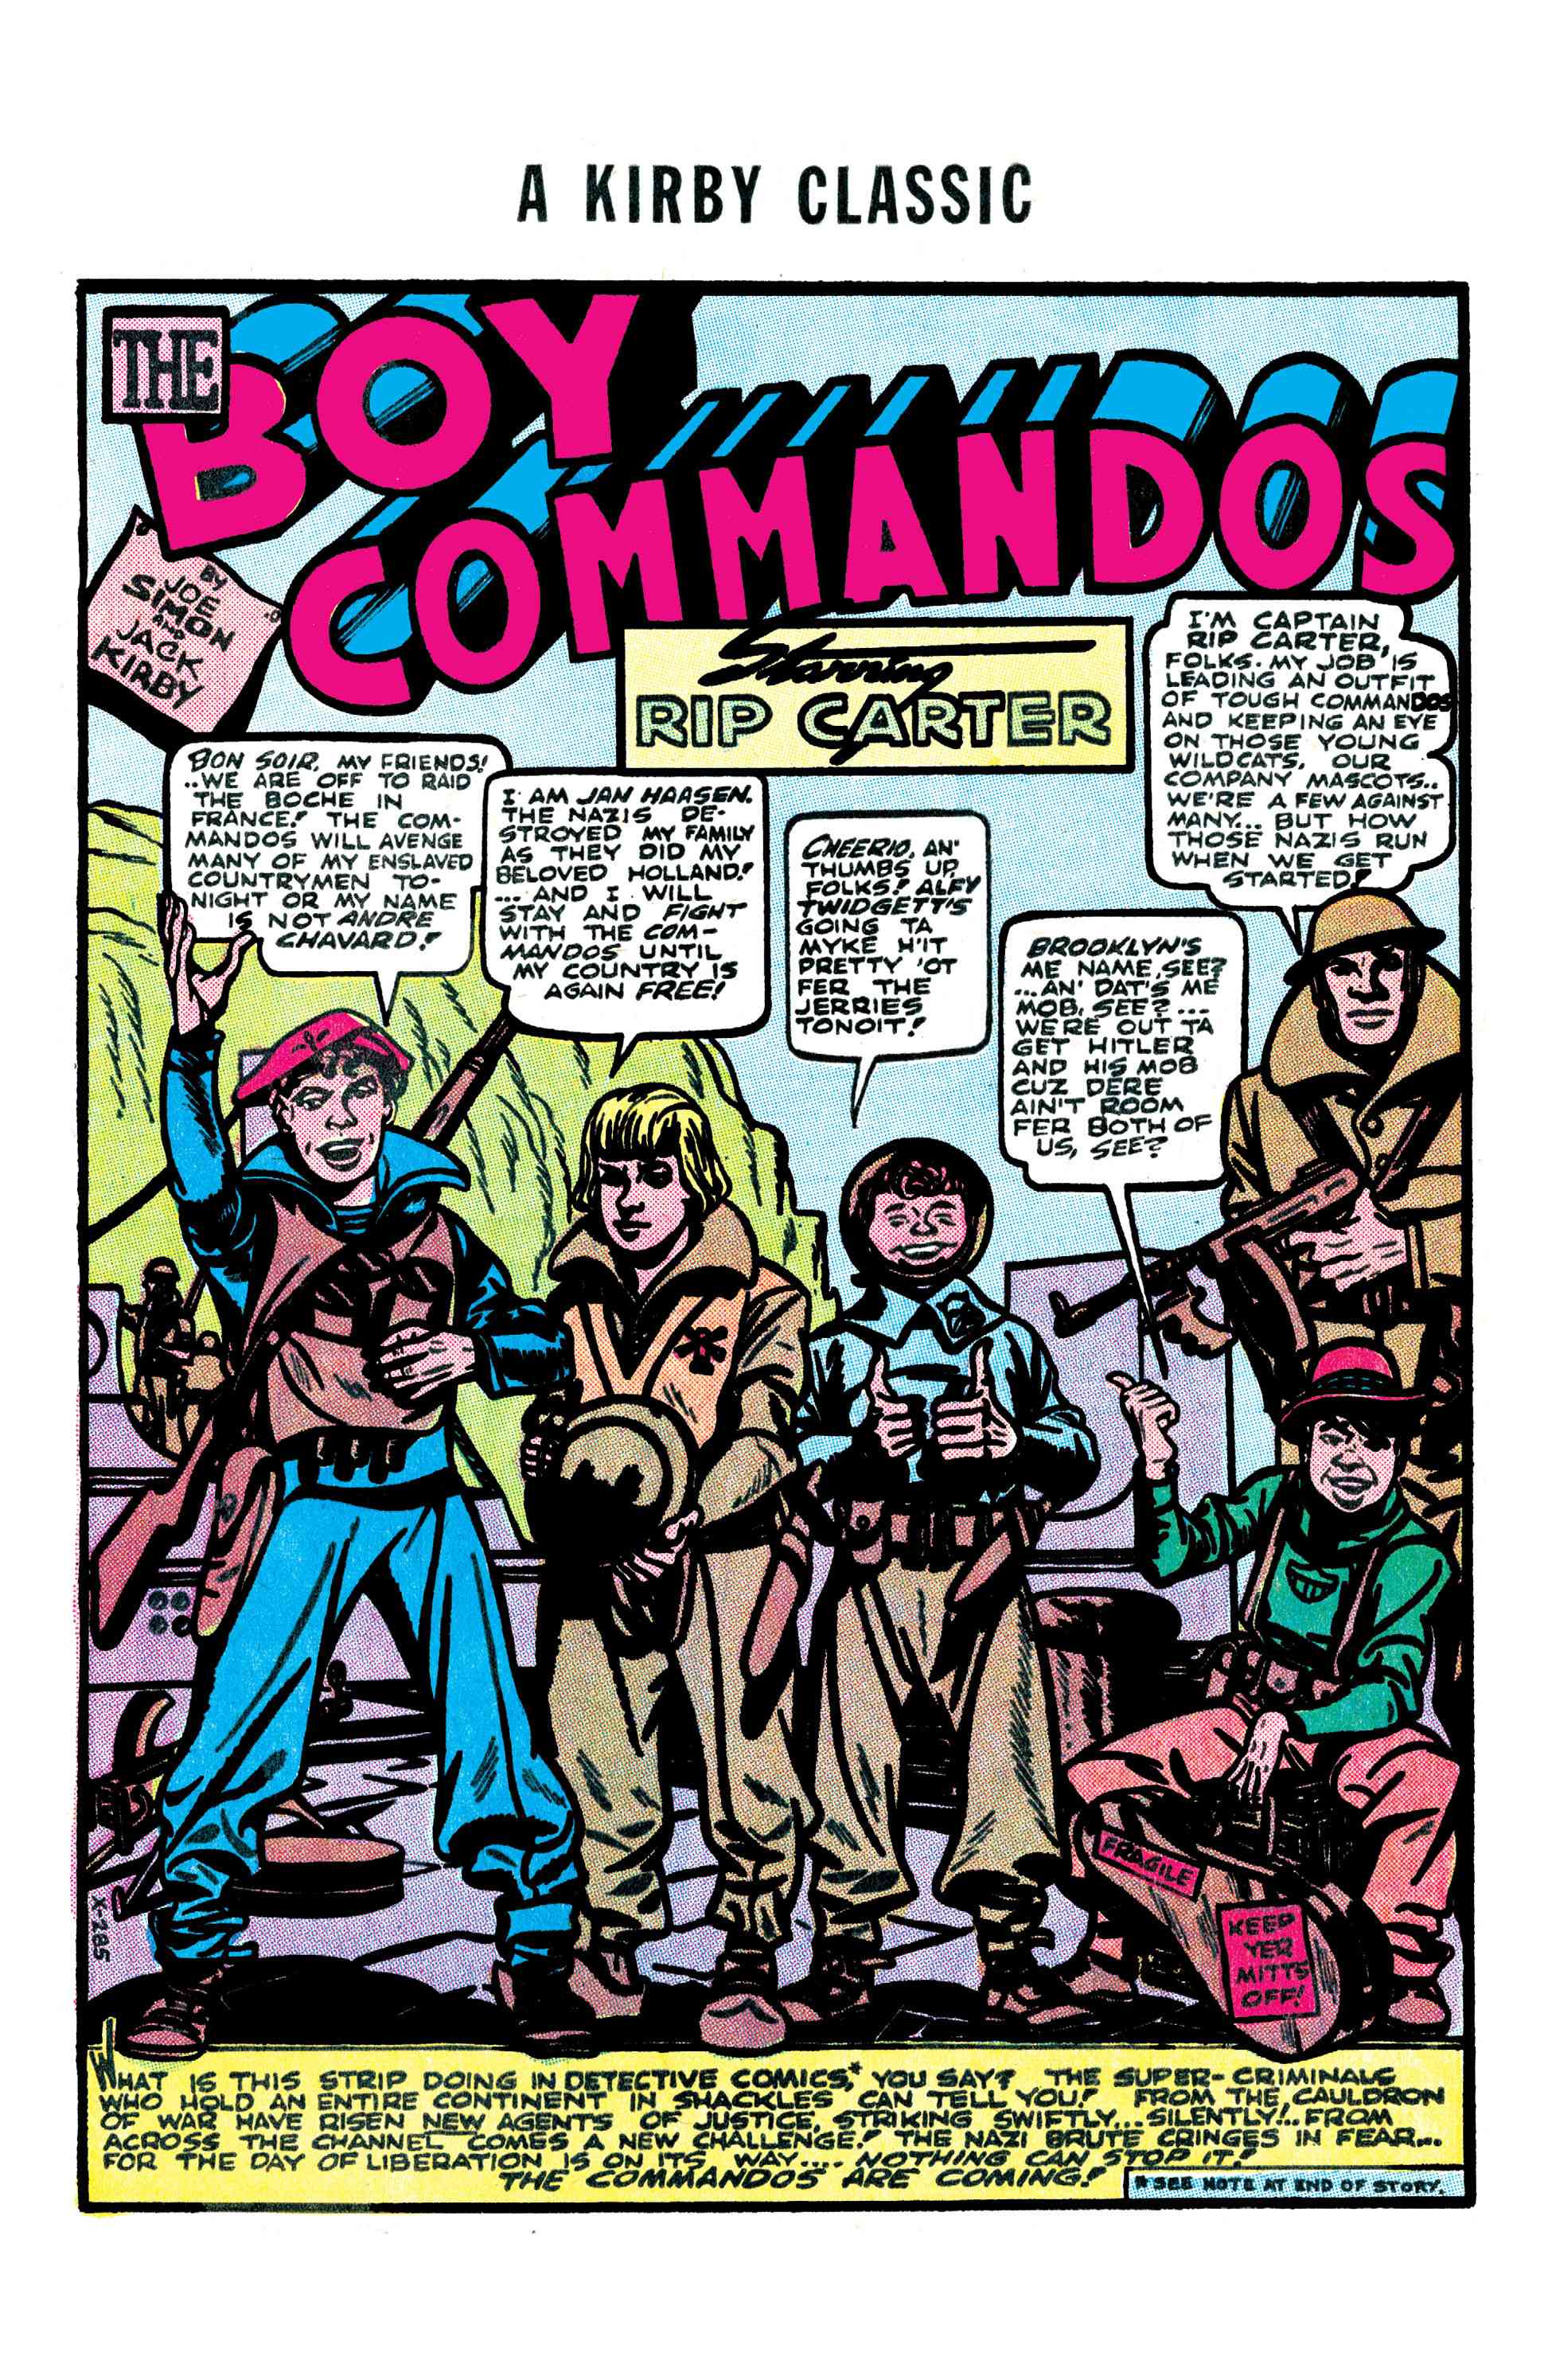 A KIRBY CLASSIC
THE
BOY
COMMANDOS
BY
JOE
SIMON
AND
JACK
KIRBY
Starring
RIP CARTER
BON SOIR, MY FRIENDS!
..WE ARE OFF TO RAID
THE BOCHE IN
FRANCE! THE COM-
MANDOS WILL AVENGE
MANY OF MY ENSLAVED
COUNTRYMEN TO-
NIGHT OR MY NAME
IS NOT ANDRE
CHAVARD!
I AM JAN HAASEN.
THE NAZIS DE-
STROYED MY FAMILY
AS THEY DID MY
BELOVED HOLLAND!
... AND I WILL
STAY AND FIGHT
WITH THE COM-
MANDOS UNTIL
MY COUNTRY IS
AGAIN FREE!
CHEERIO, AN'
THUMBS UP,
FOLKS! ALFY
TWIDGETT'S
GOING TA
MYKE H'IT
PRETTY 'OT
FER THE
JERRIES
TONOIT!
BROOKLYN'S
ME NAME, SEE?
...AN' DAT'S ME
MOB, SEE? ...
WE'RE OUT TA
GET HITLER
AND HIS MOB
CUZ DERE
AIN'T ROOM
FER BOTH OF
US, SEE?
I'M CAPTAIN
RIP CARTER,
FOLKS. MY JOB IS
LEADING AN OUTFIT
OF TOUGH COMMANDOS
AND KEEPING AN EYE
ON THOSE YOUNG
WILDCATS, OUR
COMPANY MASCOTS..
WE'RE A FEW AGAINST
MANY... BUT HOW
THOSE NAZIS RUN
WHEN WE GET
STARTED!
FRAGILE
KEEP
YER
MITTS
OFF!
X-285
WHAT IS THIS STRIP DOING IN DETECTIVE COMICS,* YOU SAY? THE SUPER-CRIMINALS
WHO HOLD AN ENTIRE CONTINENT IN SHACKLES CAN TELL YOU! FROM THE CAULDRON
OF WAR HAVE RISEN NEW AGENTS OF JUSTICE, STRIKING SWIFTLY...SILENTLY!..FROM
ACROSS THE CHANNEL COMES A NEW CHALLENGE! THE NAZI BRUTE CRINGES IN FEAR...
FOR THE DAY OF LIBERATION IS ON ITS WAY.... NOTHING CAN STOP IT!
THE COMMANDOS ARE COMING!
*SEE NOTE AT END OF STORY.